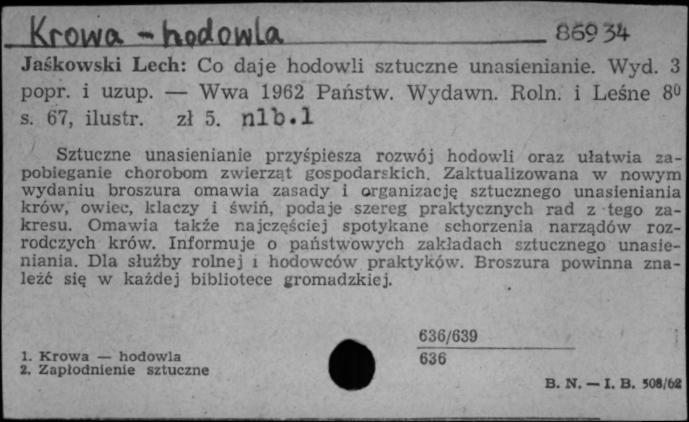 Krowa - hodowla 86934
Jaśkowski Lech: Co daje hodowli sztuczne unasienianie. Wyd. 3
popr. i uzup. — Wwa 1962 Państw. Wydawn. Roln. i Leśne 8⁰
s. 67, ilustr. zł 5. nlb.1
Sztuczne unasienianie przyśpiesza rozwój hodowli oraz ułatwia za-
pobieganie chorobom zwierząt gospodarskich. Zaktualizowana w nowym
wydaniu broszura omawia zasady i organizację sztucznego unasieniania
krów, owiec, klaczy i świń, podaje szereg praktycznych rad z tego za-
kresu. Omawia także najczęściej spotykane schorzenia narządów roz-
rodczych krów. Informuje o państwowych zakładach sztucznego unasie-
niania. Dla służby rolnej i hodowców praktyków. Broszura powinna zna-
leźć się w każdej bibliotece gromadzkiej.
636/639
636
1. Krowa — hodowla
2. Zapłodnienie sztuczne
B. N. — I. B. 508/62